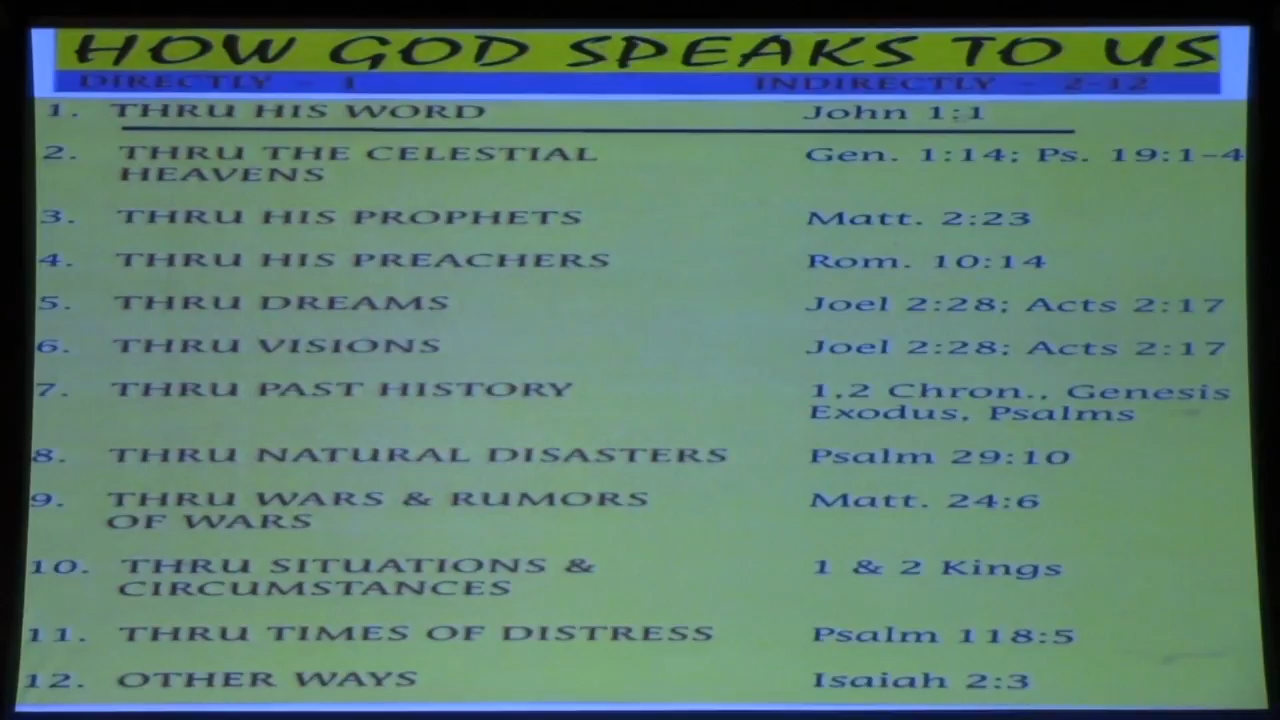 HOW GOD SPEAKS TO US
DIRECTLY - 1 INDIRECTLY - 2-12
1. THRU HIS WORD John 1:1
2. THRU THE CELESTIAL Gen. 1:14; Ps. 19:1-4
HEAVENS
3. THRU HIS PROPHETS Matt. 2:23
4. THRU HIS PREACHERS Rom. 10:14
5. THRU DREAMS Joel 2:28; Acts 2:17
6. THRU VISIONS Joel 2:28; Acts 2:17
7. THRU PAST HISTORY 1,2 Chron., Genesis
Exodus, Psalms
8. THRU NATURAL DISASTERS Psalm 29:10
9. THRU WARS & RUMORS Matt. 24:6
OF WARS
10. THRU SITUATIONS & 1 & 2 Kings
CIRCUMSTANCES
11. THRU TIMES OF DISTRESS Psalm 118:5
12. OTHER WAYS Isaiah 2:3